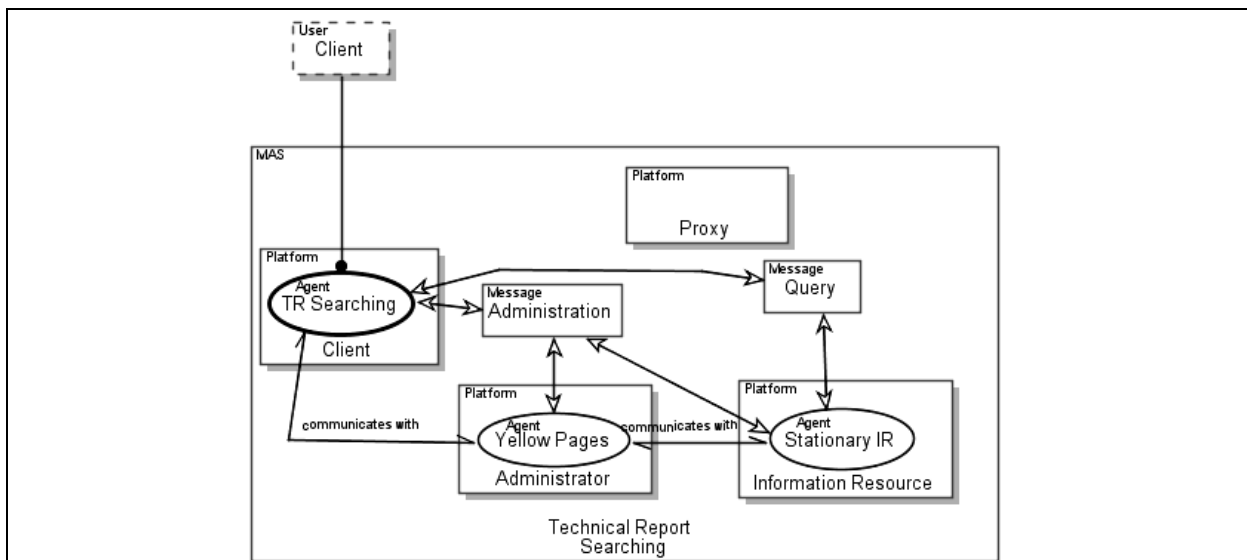 User
Client
MAS
Platform
Proxy
Platform
Agent
TR Searching
Client
Message
Administration
Message
Query
communicates with
Platform
Agent
Yellow Pages
Administrator
communicates with
Platform
Agent
Stationary IR
Information Resource
Technical Report
Searching